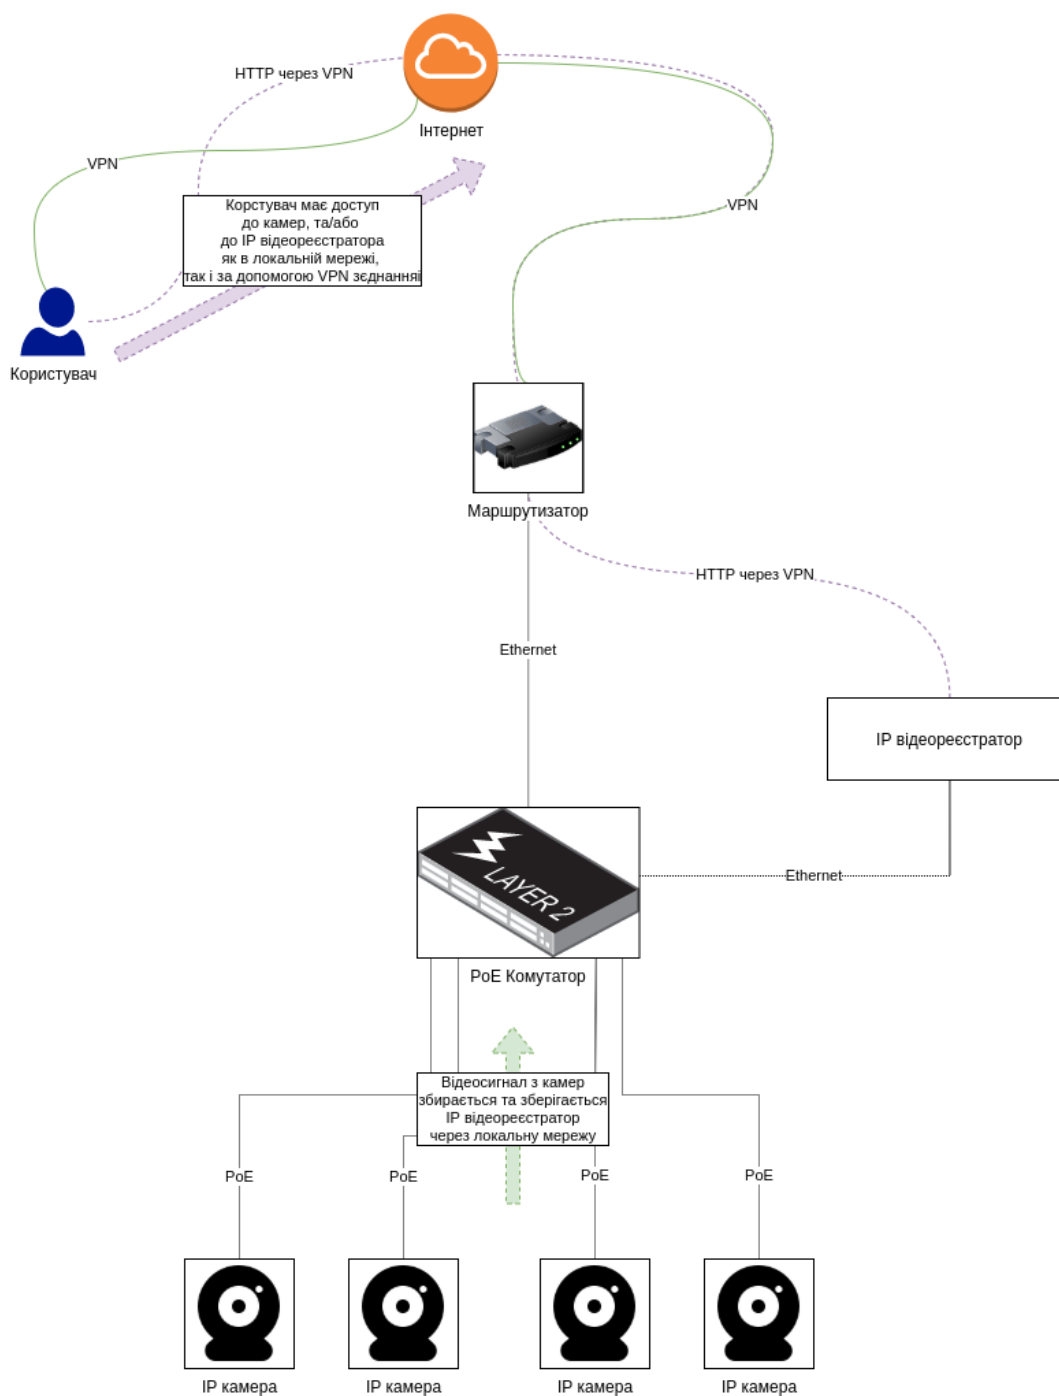 HTTP через VPN
Інтернет
VPN
Корстувач має доступ
до камер, та/або
до IP відеореєстратора
як в локальній мережі,
так і за допомогою VPN зєднанняі
VPN
Користувач
Маршрутизатор
HTTP через VPN
Ethernet
IP відеореєстратор
LAYER 2
Ethernet
PoE Комутатор
Відеосигнал з камер
збирається та зберігається
IP відеореєстратор
через локальну мережу
PoE
PoE
PoE
PoE
IP камера
IP камера
IP камера
IP камера